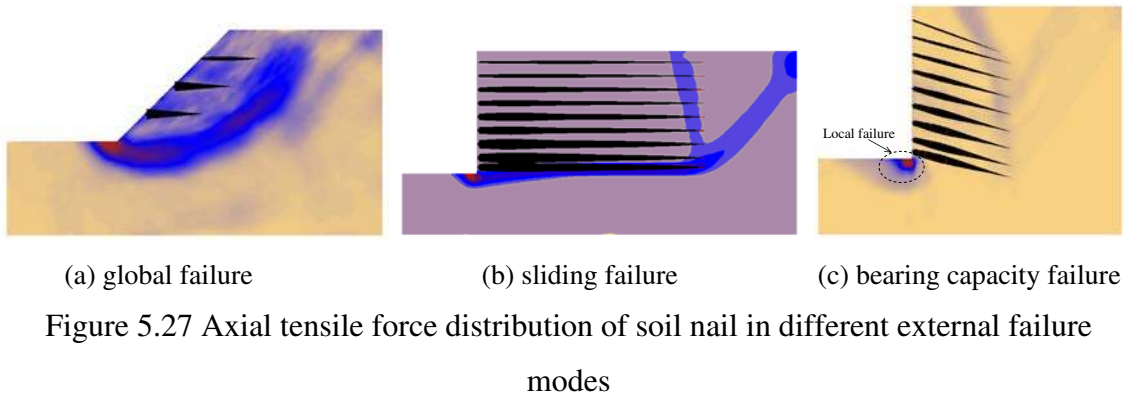 Local failure
(a) global failure
(b) sliding failure
(c) bearing capacity failure
Figure 5.27 Axial tensile force distribution of soil nail in different external failure
modes